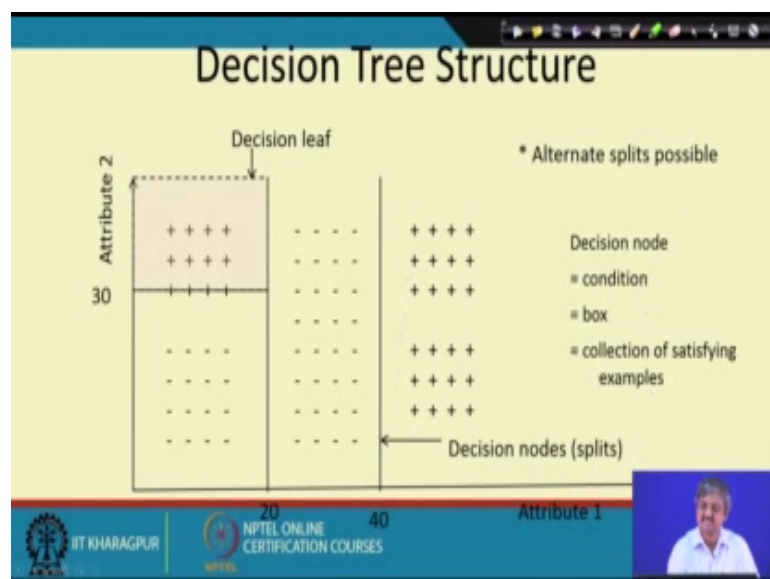 Decision Tree Structure
Decision leaf
* Alternate splits possible
Attribute 2
Decision node
= condition
30
= box
= collection of satisfying
examples
Decision nodes (splits)
20
40
Attribute 1
IIT KHARAGPUR
NPTEL ONLINE
CERTIFICATION COURSES
NPTEL